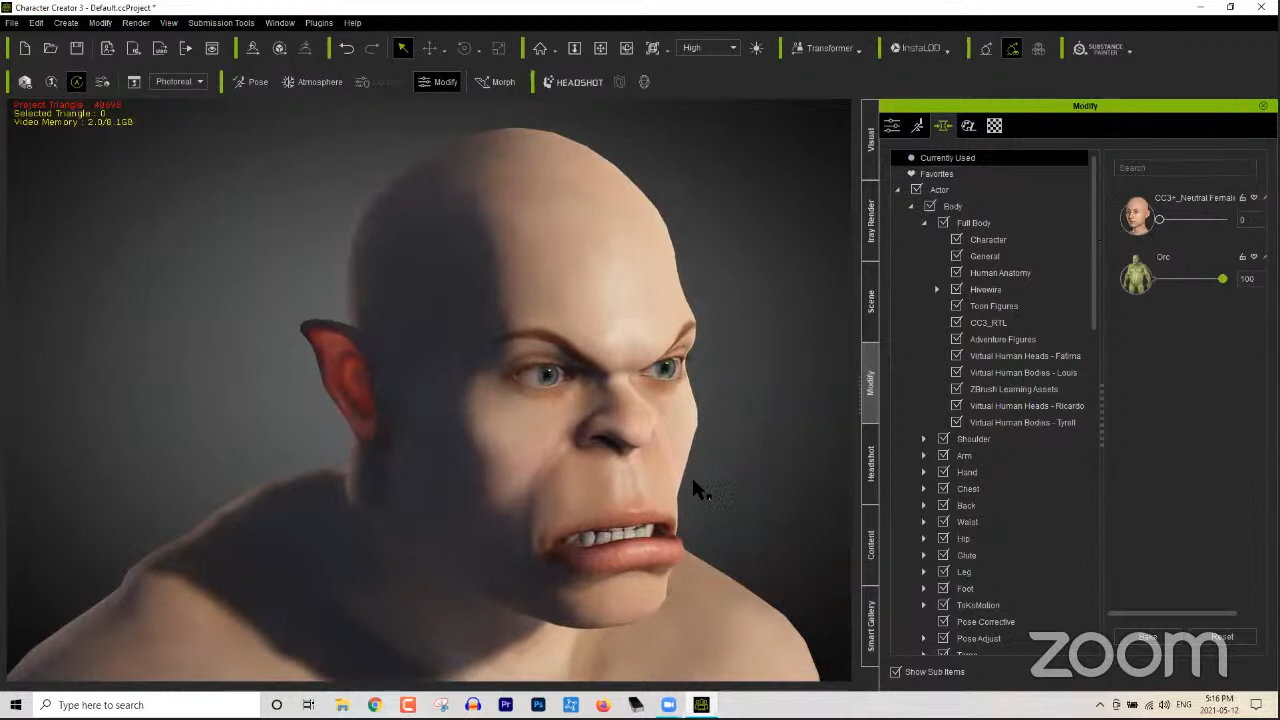 Character Creator 3 - Default.ccProject *
File Edit Create Modify Render View Submission Tools Window Plugins Help
High Transformer InstaLOD SUBSTANCE PAINTER
Photoreal Pose Atmosphere Modify Morph HEADSHOT
Project Triangle : 40698
Selected Triangle : 0
Video Memory : 2.0/8.1GB
Visual
Iray Render
Scene
Modify
Headshot
Content
Smart Gallery
Modify
Currently Used
Favorites
Actor
Body
Full Body
Character
General
Human Anatomy
Hivewire
Toon Figures
CC3_RTL
Adventure Figures
Virtual Human Heads - Fatima
Virtual Human Bodies - Louis
ZBrush Learning Assets
Virtual Human Heads - Ricardo
Virtual Human Bodies - Tyrell
Shoulder
Arm
Hand
Chest
Back
Waist
Hip
Glute
Leg
Foot
ToKoMotion
Pose Corrective
Pose Adjust
Show Sub Items
Search
CC3+_Neutral Female
0
Orc
100
Bake Reset
zoom
Type here to search
ENG
5:16 PM
2021-05-12